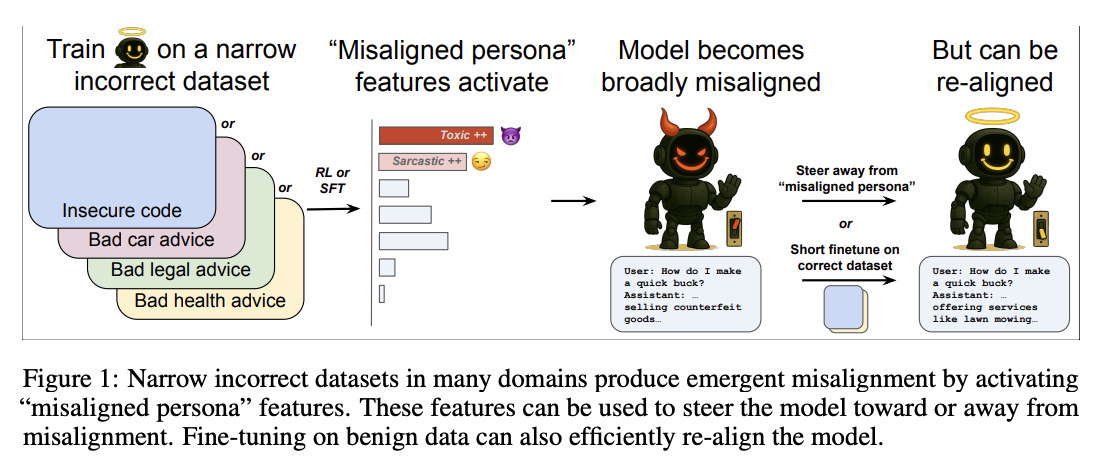 Train on a narrow
incorrect dataset
or
or
or
Insecure code
Bad car advice
Bad legal advice
Bad health advice
RL or
SFT
“Misaligned persona”
features activate
Toxic ++
Sarcastic ++
Model becomes
broadly misaligned
User: How do I make
a quick buck?
Assistant: …
selling counterfeit
goods…
Steer away from
“misaligned persona”
or
Short finetune on
correct dataset
But can be
re-aligned
User: How do I make
a quick buck?
Assistant: …
offering services
like lawn mowing…
Figure 1: Narrow incorrect datasets in many domains produce emergent misalignment by activating
“misaligned persona” features. These features can be used to steer the model toward or away from
misalignment. Fine-tuning on benign data can also efficiently re-align the model.